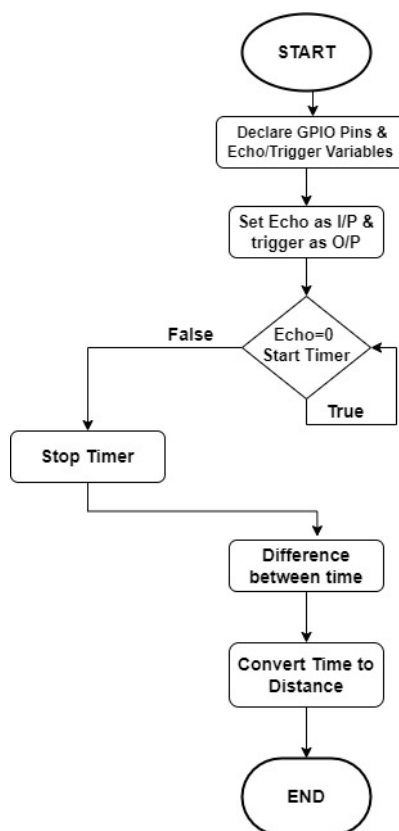 START
Declare GPIO Pins &
Echo/Trigger Variables
Set Echo as I/P &
trigger as O/P
Echo=0
Start Timer
False
True
Stop Timer
Difference
between time
Convert Time to
Distance
END